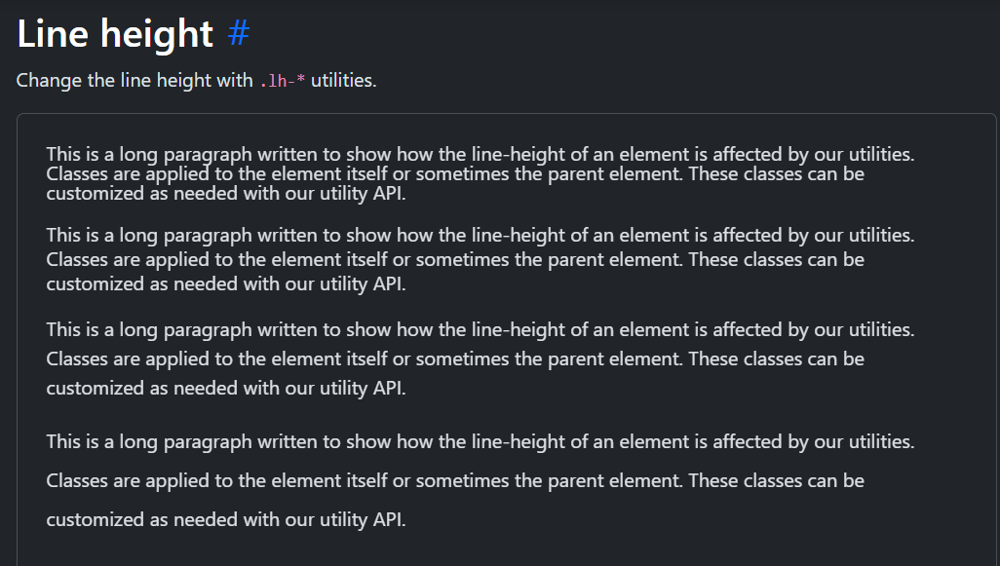 Line height #
Change the line height with .lh-* utilities.
This is a long paragraph written to show how the line-height of an element is affected by our utilities.
Classes are applied to the element itself or sometimes the parent element. These classes can be
customized as needed with our utility API.
This is a long paragraph written to show how the line-height of an element is affected by our utilities.
Classes are applied to the element itself or sometimes the parent element. These classes can be
customized as needed with our utility API.
This is a long paragraph written to show how the line-height of an element is affected by our utilities.
Classes are applied to the element itself or sometimes the parent element. These classes can be
customized as needed with our utility API.
This is a long paragraph written to show how the line-height of an element is affected by our utilities.
Classes are applied to the element itself or sometimes the parent element. These classes can be
customized as needed with our utility API.